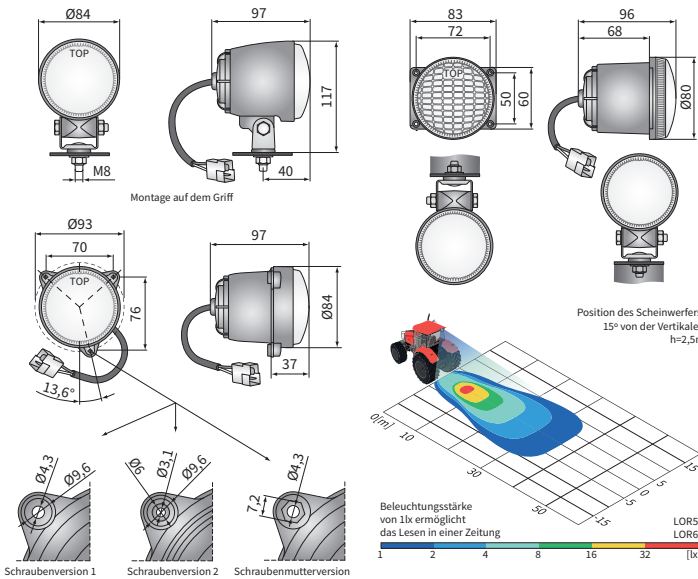 Ø84
97
TOP
117
M8
40
Montage auf dem Griff
83
72
TOP
50
60
96
68
Ø80
Ø93
70
TOP
76
13,6°
97
Ø84
37
Position des Scheinwerfers
15° von der Vertikale
h=2,5
0[m]
10
30
50
-15
-5
0
5
15
Ø4,3
Ø9,6
Schraubenversion 1
Ø6
Ø3,1
Ø9,6
Schraubenversion 2
Ø4,3
7,2
Schraubenmutterversion
Beleuchtungsstärke
von 1lx ermöglicht
das Lesen in einer Zeitung
LOR5
LOR6
1 2 4 8 16 32 [lx